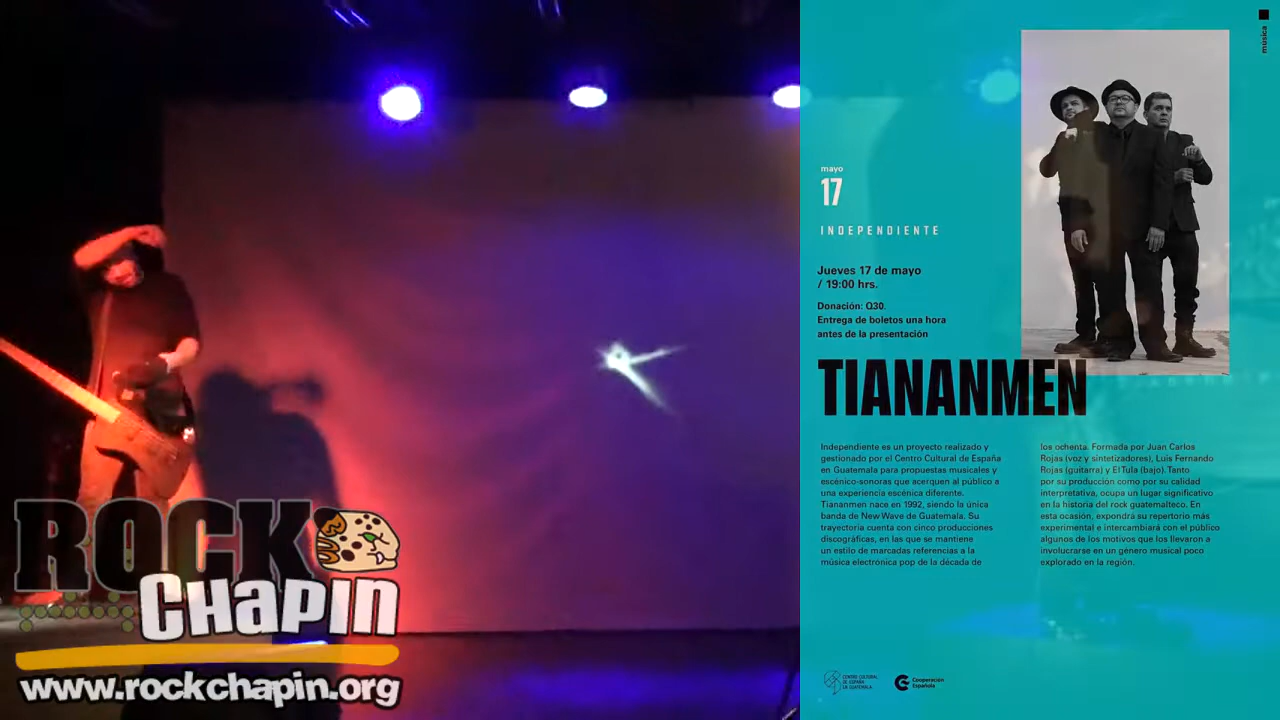 ROCK
CHAPIN
www.rockchapin.org
música
mayo
17
INDEPENDIENTE
Jueves 17 de mayo
/ 19:00 hrs.
Donación: Q30.
Entrega de boletos una hora
antes de la presentación
TIANANMEN
Independiente es un proyecto realizado y
gestionado por el Centro Cultural de España
en Guatemala para propuestas musicales y
escénico-sonoras que acerquen al público a
una experiencia escénica diferente.
Tiananmen nace en 1992, siendo la única
banda de New Wave de Guatemala. Su
trayectoria cuenta con cinco producciones
discográficas, en las que se mantiene
un estilo de marcadas referencias a la
música electrónica pop de la década de
los ochenta. Formada por Juan Carlos
Rojas (voz y sintetizadores), Luis Fernando
Rojas (guitarra) y El Tula (bajo). Tanto
por su producción como por su calidad
interpretativa, ocupa un lugar significativo
en la historia del rock guatemalteco. En
esta ocasión, expondrá su repertorio más
experimental e intercambiará con el público
algunos de los motivos que los llevaron a
involucrarse en un género musical poco
explorado en la región.
CENTRO CULTURAL
DE ESPAÑA
EN GUATEMALA
Cooperación
Española